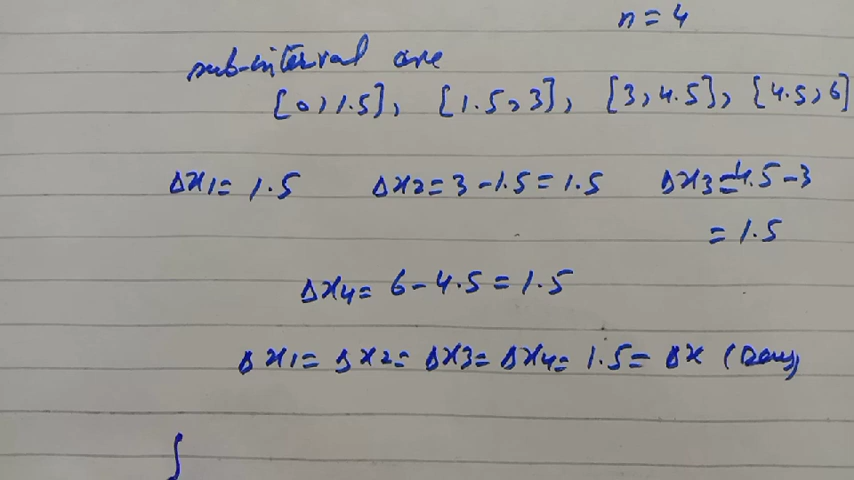 n = 4
sub-interval are
[0, 1.5], [1.5, 3], [3, 4.5], [4.5, 6]
Δx1 = 1.5 Δx2 = 3 - 1.5 = 1.5 Δx3 = 4.5 - 3
= 1.5
Δx4 = 6 - 4.5 = 1.5
Δx1 = Δx2 = Δx3 = Δx4 = 1.5 = Δx
∫